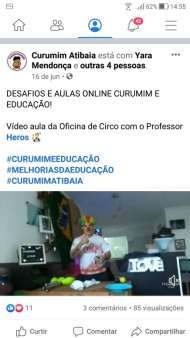 62%
14:55
43
Curumim Atibaia está com Yara
Mendonça e outras 4 pessoas.
16 de jun
DESAFIOS E AULAS ONLINE CURUMIM E
EDUCAÇÃO!
Vídeo aula da Oficina de Circo com o Professor
Heros
#CURUMIMEEDUCAÇÃO
#MELHORIASDAEDUCAÇÃO
#CURUMIMATIBAIA
LOVE
11
3 comentários • 85 visualizações
Curtir
Comentar
Compartilhar